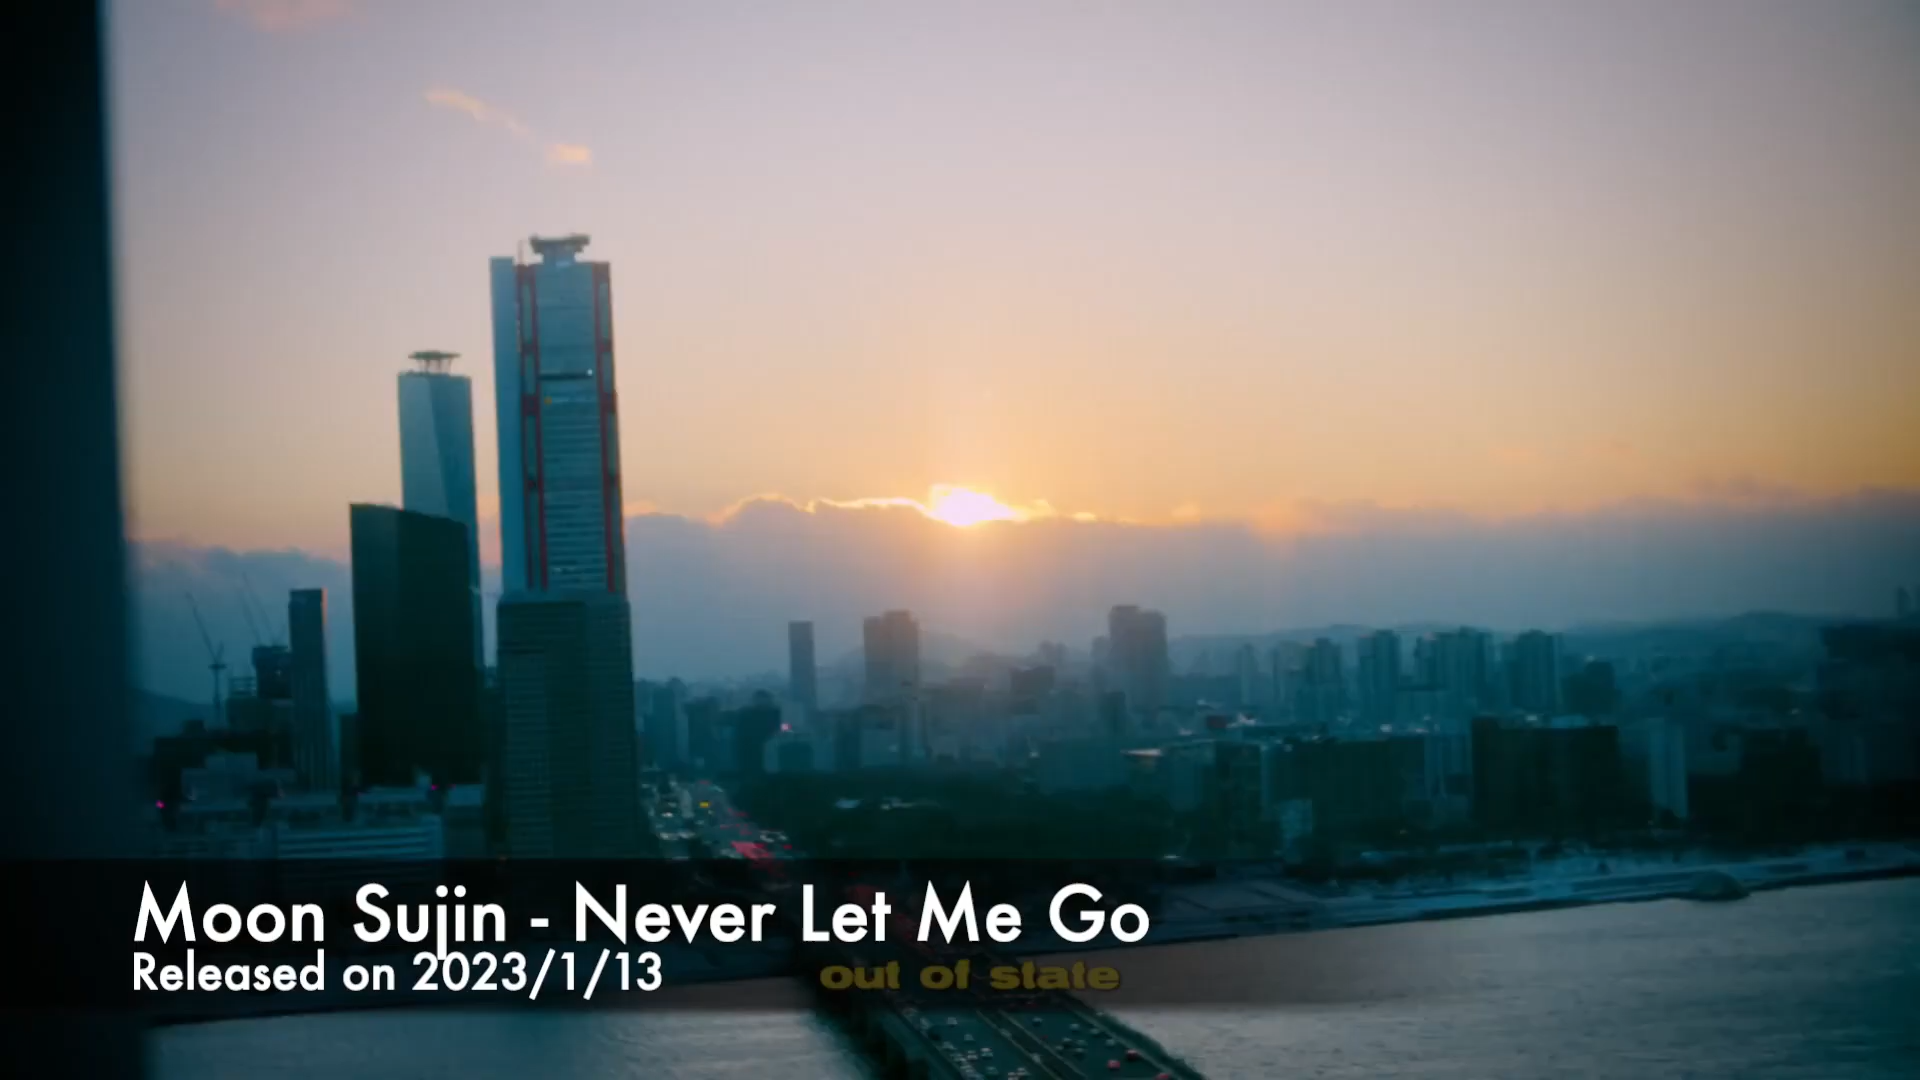 Moon Sujin - Never Let Me Go
Released on 2023/1/13
out of state